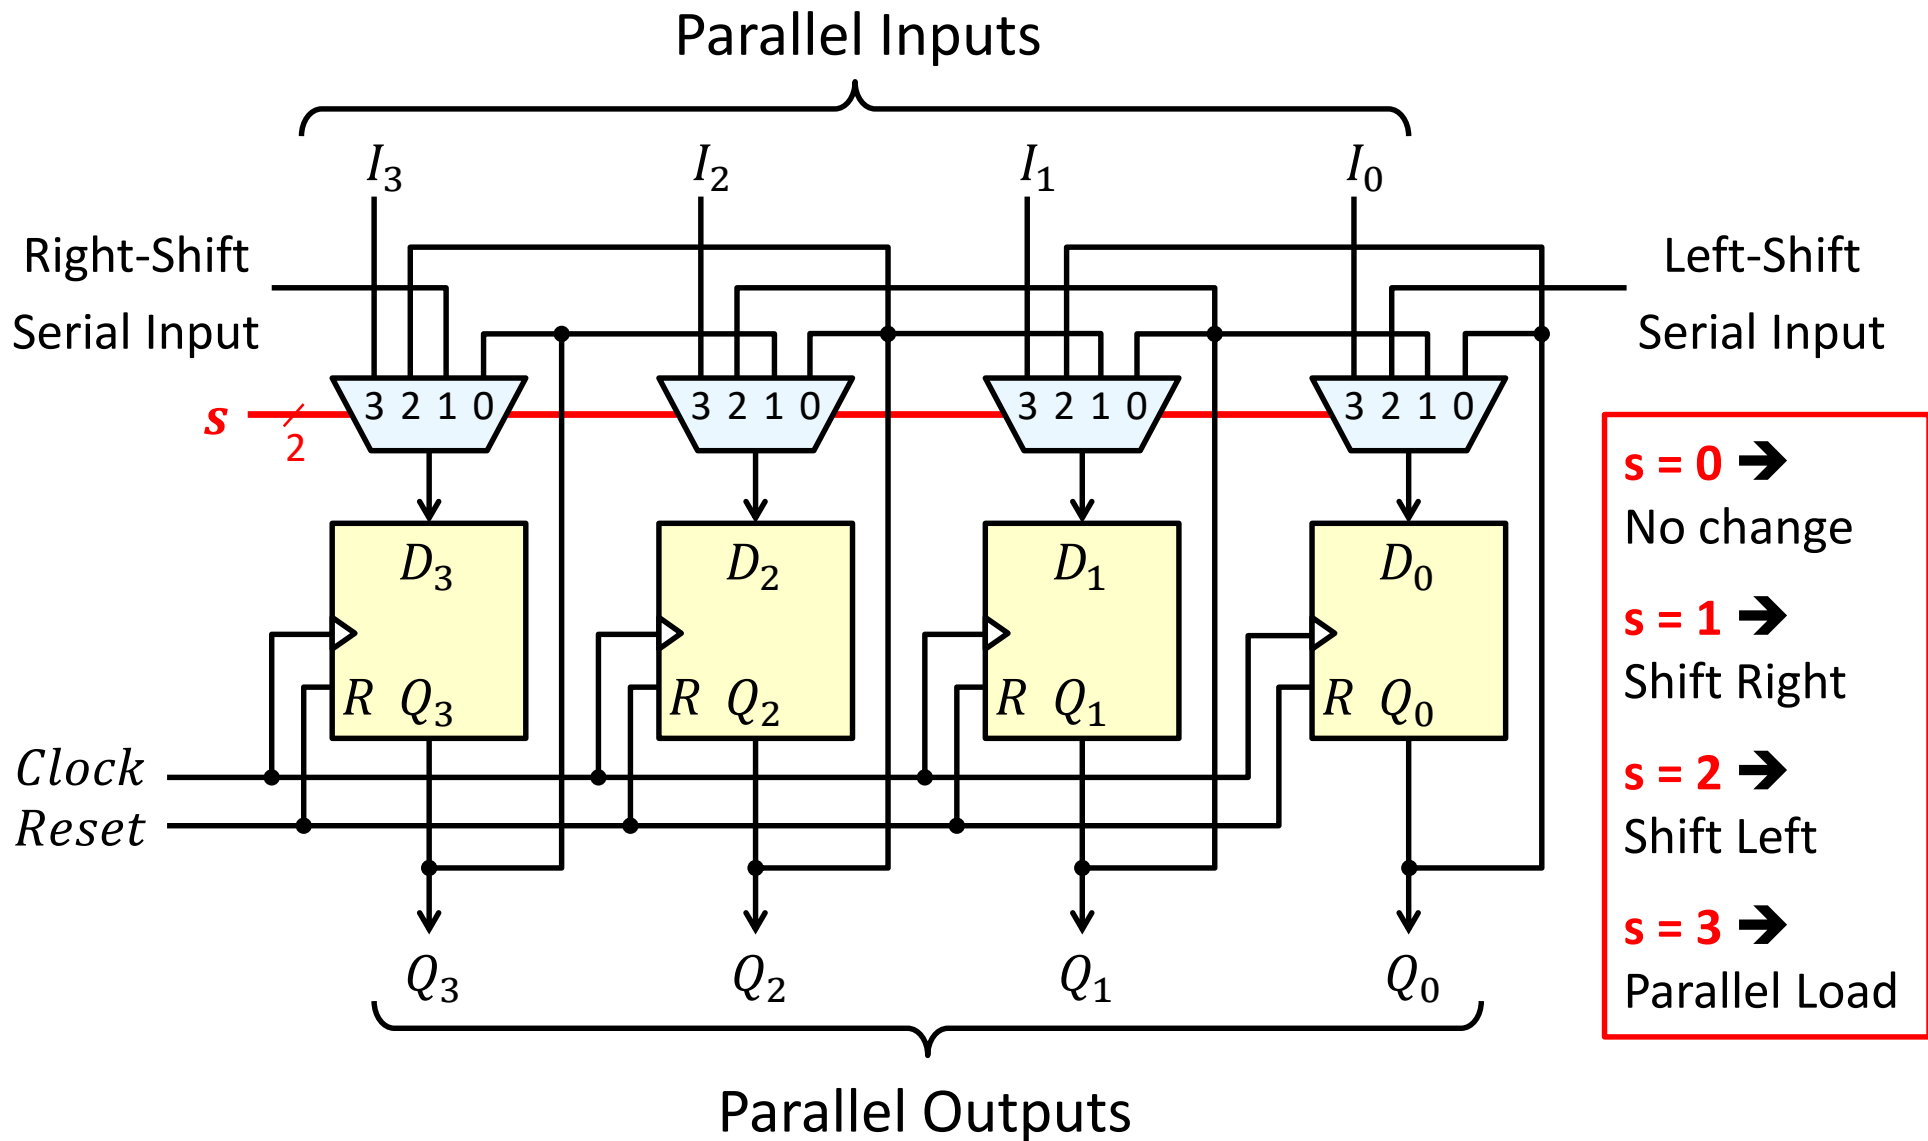 Parallel Inputs
I₃ I₂ I₁ I₀
Right-Shift
Serial Input
Left-Shift
Serial Input
s 2
3 2 1 0 3 2 1 0 3 2 1 0 3 2 1 0
D₃ D₂ D₁ D₀
R Q₃ R Q₂ R Q₁ R Q₀
Clock
Reset
Q₃ Q₂ Q₁ Q₀
Parallel Outputs
s = 0 ➔
No change
s = 1 ➔
Shift Right
s = 2 ➔
Shift Left
s = 3 ➔
Parallel Load